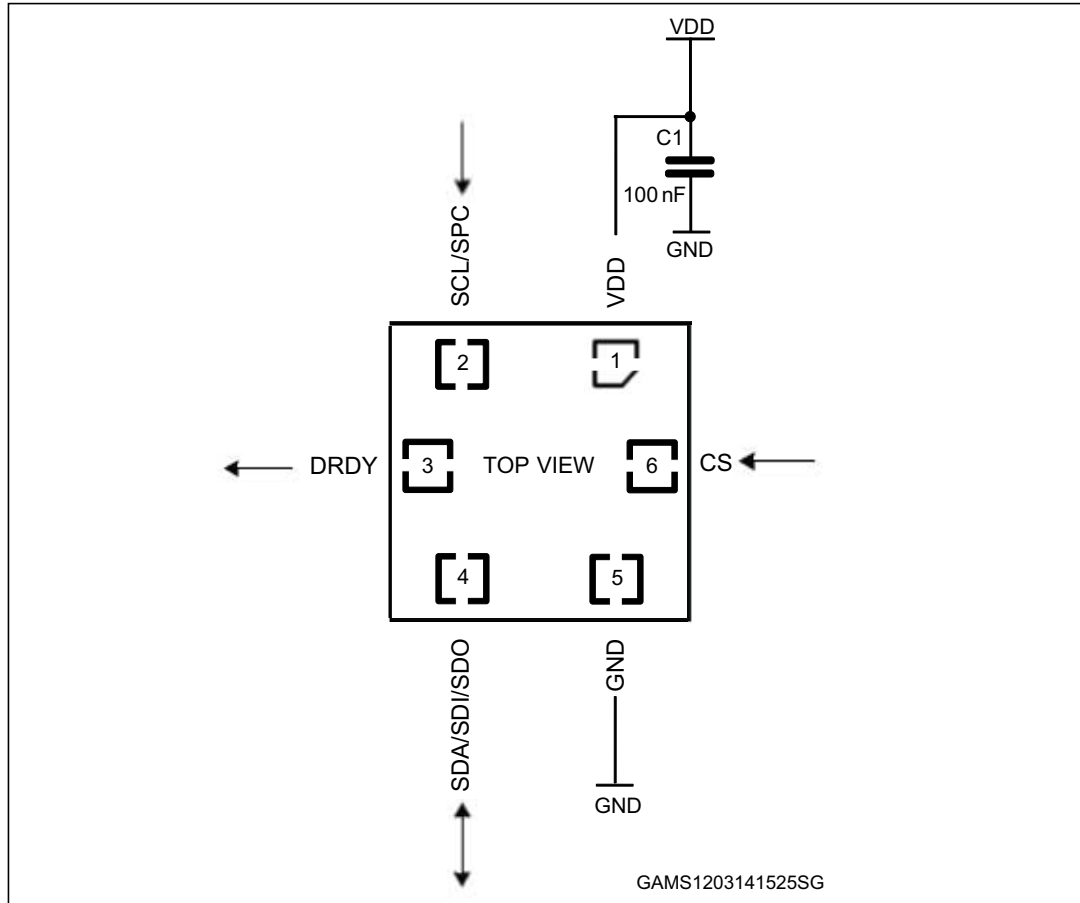 VDD
C1
100 nF
GND
SCL/SPC
VDD
2
1
DRDY
3
TOP VIEW
6
CS
4
5
SDA/SDI/SDO
GND
GND
GAMS1203141525SG